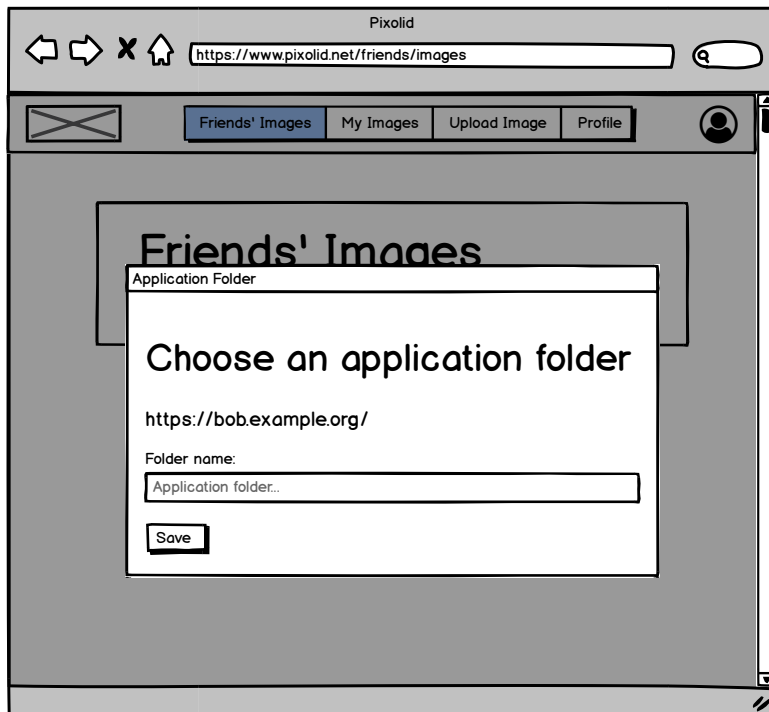 Pixolid
https://www.pixolid.net/friends/images
Friends' Images
My Images
Upload Image
Profile
Friends' Images
Application Folder
Choose an application folder
https://bob.example.org/
Folder name:
Application folder...
Save